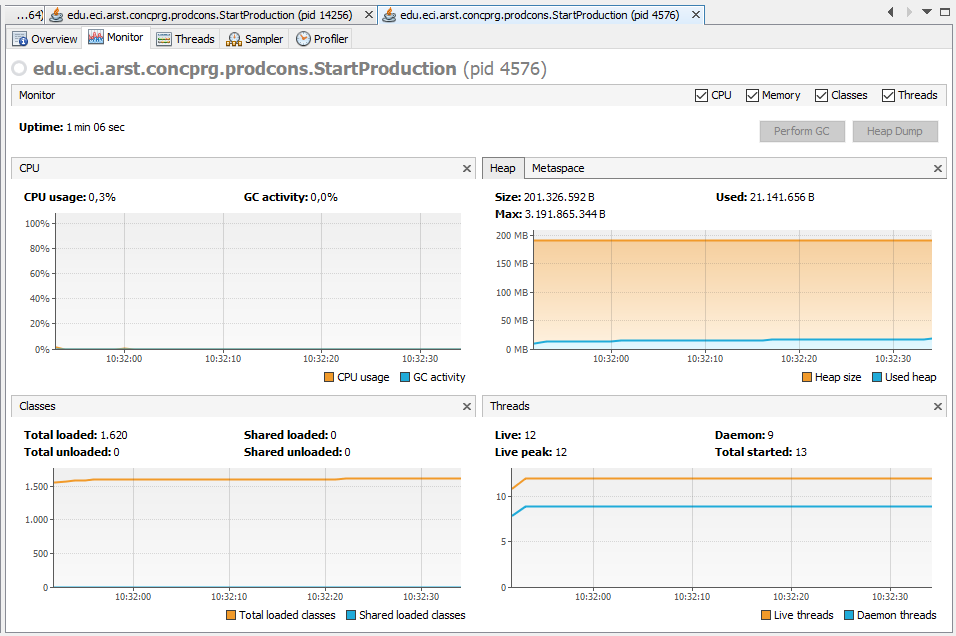 ...64) edu.eci.arst.concprg.prodcons.StartProduction (pid 14256) edu.eci.arst.concprg.prodcons.StartProduction (pid 4576)
Overview Monitor Threads Sampler Profiler
edu.eci.arst.concprg.prodcons.StartProduction (pid 4576)
Monitor CPU Memory Classes Threads
Uptime: 1 min 06 sec
Perform GC Heap Dump
CPU
CPU usage: 0,3% GC activity: 0,0%
100%
80%
60%
40%
20%
0%
10:32:00 10:32:10 10:32:20 10:32:30
CPU usage GC activity
Heap Metaspace
Size: 201.326.592 B Used: 21.141.656 B
Max: 3.191.865.344 B
200 MB
150 MB
100 MB
50 MB
0 MB
10:32:00 10:32:10 10:32:20 10:32:30
Heap size Used heap
Classes
Total loaded: 1.620 Shared loaded: 0
Total unloaded: 0 Shared unloaded: 0
1.500
1.000
500
0
10:32:00 10:32:10 10:32:20 10:32:30
Total loaded classes Shared loaded classes
Threads
Live: 12 Daemon: 9
Live peak: 12 Total started: 13
10
5
0
10:32:00 10:32:10 10:32:20 10:32:30
Live threads Daemon threads